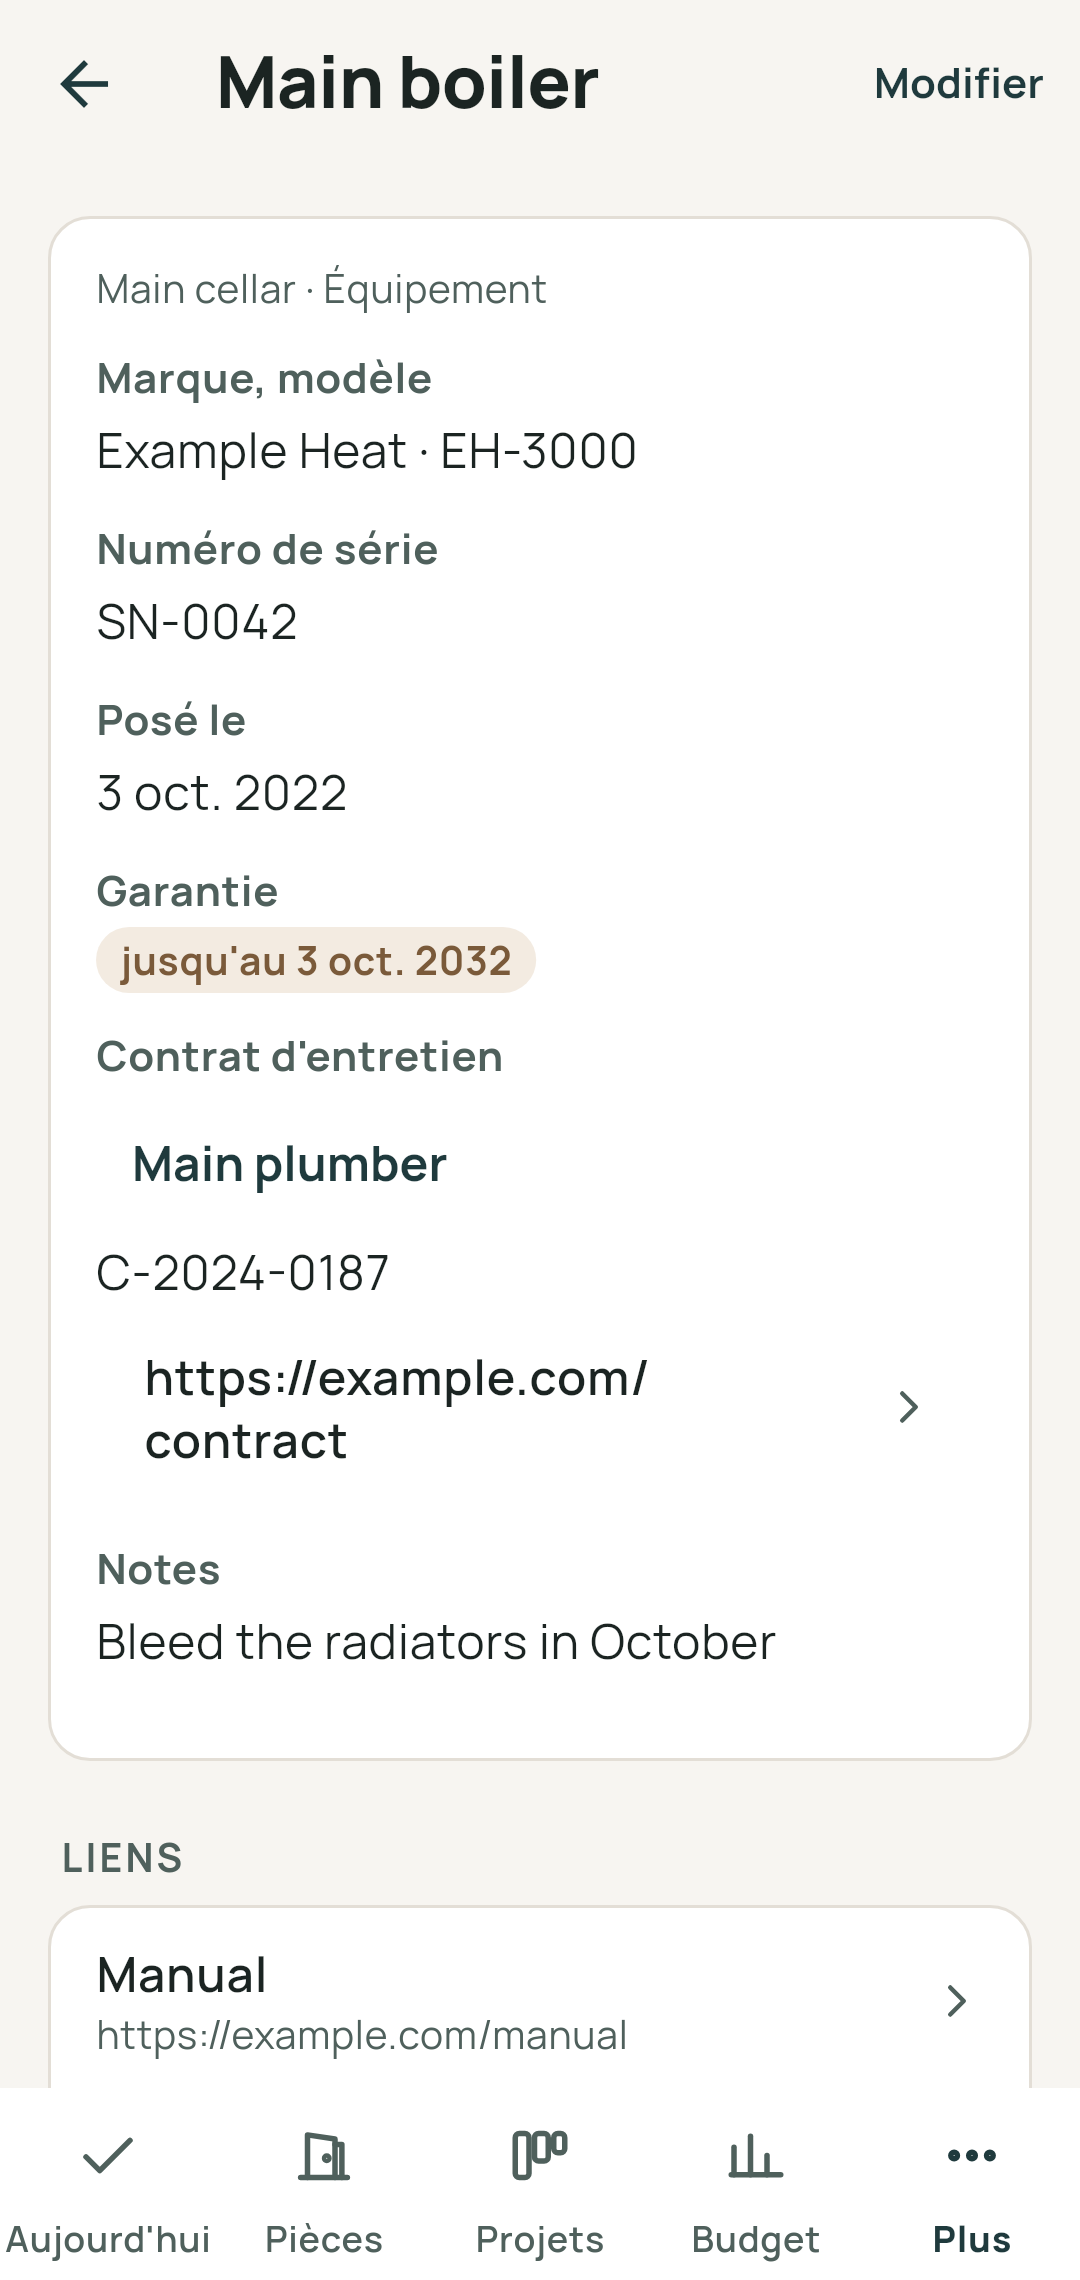 Main boiler
Modifier
Main cellar · Équipement
Marque, modèle
Example Heat · EH-3000
Numéro de série
SN-0042
Posé le
3 oct. 2022
Garantie
jusqu'au 3 oct. 2032
Contrat d'entretien
Main plumber
C-2024-0187
https://example.com/
contract
Notes
Bleed the radiators in October
LIENS
Manual
https://example.com/manual
Aujourd'hui
Pièces
Projets
Budget
Plus